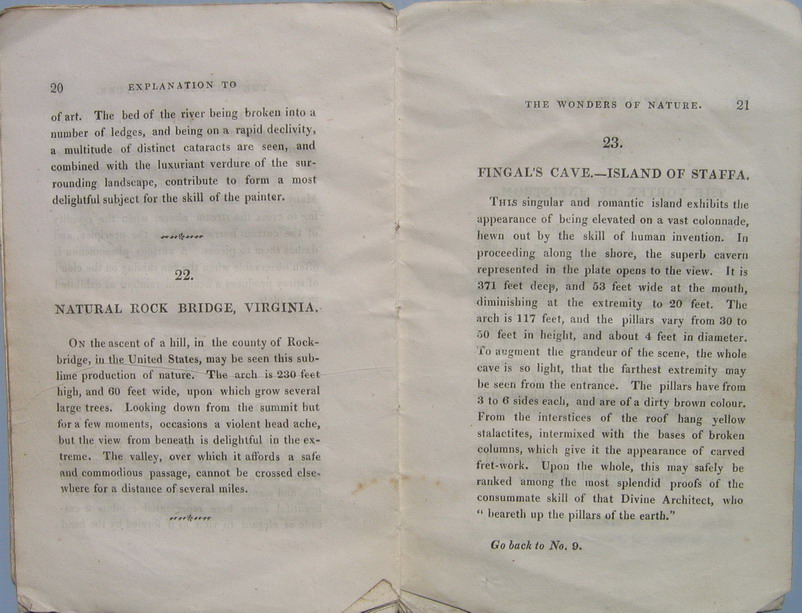 20 EXPLANATION TO
of art. The bed of the river being broken into a
number of ledges, and being on a rapid declivity,
a multitude of distinct cataracts are seen, and
combined with the luxuriant verdure of the sur-
rounding landscape, contribute to form a most
delightful subject for the skill of the painter.
22.
NATURAL ROCK BRIDGE, VIRGINIA.
ON the ascent of a hill, in the county of Rock-
bridge, in the United States, may be seen this sub-
lime production of nature. The arch is 230 feet
high, and 60 feet wide, upon which grow several
large trees. Looking down from the summit but
for a few moments, occasions a violent head ache,
but the view from beneath is delightful in the ex-
treme. The valley, over which it affords a safe
and commodious passage, cannot be crossed else-
where for a distance of several miles.
THE WONDERS OF NATURE. 21
23.
FINGAL'S CAVE.—ISLAND OF STAFFA.
THIS singular and romantic island exhibits the
appearance of being elevated on a vast colonnade,
hewn out by the skill of human invention. In
proceeding along the shore, the superb cavern
represented in the plate opens to the view. It is
371 feet deep, and 53 feet wide at the mouth,
diminishing at the extremity to 20 feet. The
arch is 117 feet, and the pillars vary from 30 to
50 feet in height, and about 4 feet in diameter.
To augment the grandeur of the scene, the whole
cave is so light, that the farthest extremity may
be seen from the entrance. The pillars have from
3 to 6 sides each, and are of a dirty brown colour.
From the interstices of the roof hang yellow
stalactites, intermixed with the bases of broken
columns, which give it the appearance of carved
fret-work. Upon the whole, this may safely be
ranked among the most splendid proofs of the
consummate skill of that Divine Architect, who
" beareth up the pillars of the earth."
Go back to No. 9.